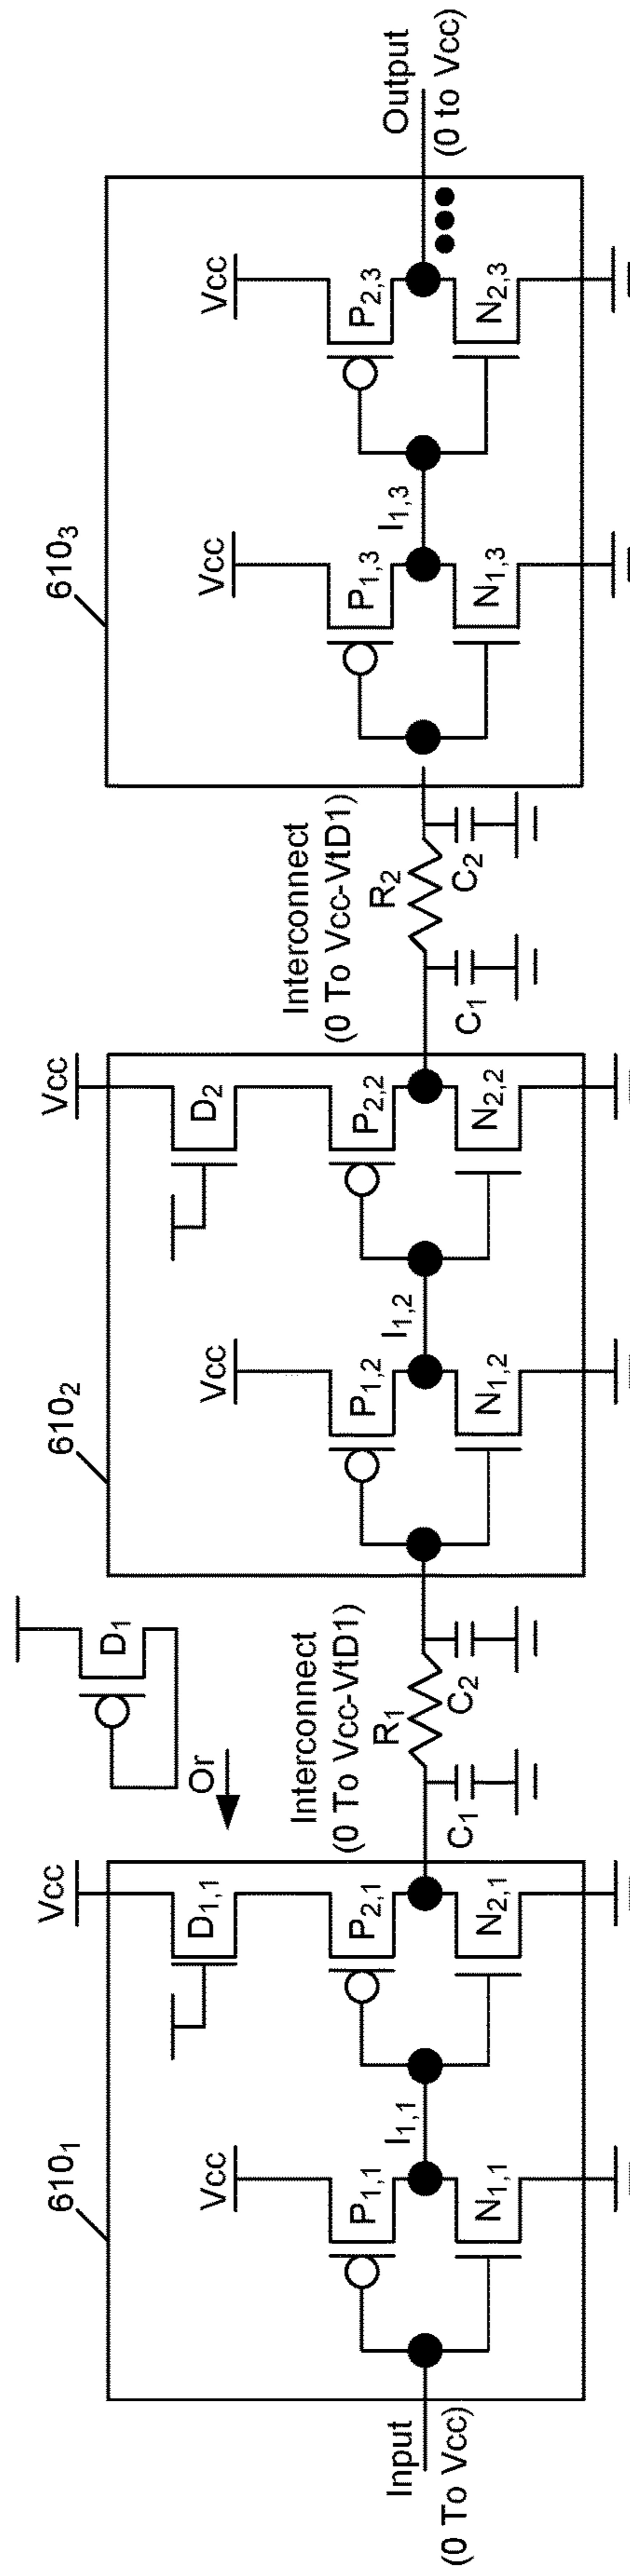 Input
(0 To Vcc)
610₁
Vcc
P₁,₁
N₁,₁
I₁,₁
Vcc
D₁,₁
P₂,₁
N₂,₁
Or
D₁
Interconnect
(0 To Vcc-VtD1)
R₁
C₁
C₂
610₂
Vcc
P₁,₂
N₁,₂
I₁,₂
Vcc
D₂
P₂,₂
N₂,₂
Interconnect
(0 To Vcc-VtD1)
R₂
C₁
C₂
610₃
Vcc
P₁,₃
N₁,₃
I₁,₃
Vcc
P₂,₃
N₂,₃
Output
(0 to Vcc)